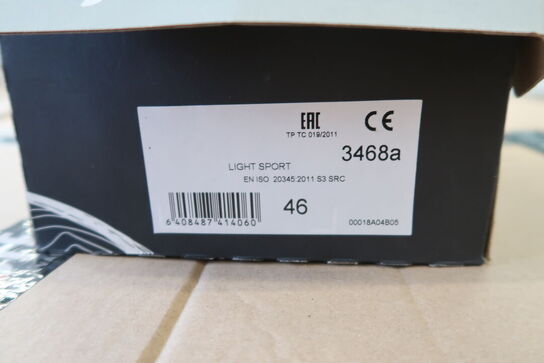 EAC
TP TC 019/2011
CE
3468a
LIGHT SPORT
EN ISO 20345:2011 S3 SRC
46
6 408487 414060
00018A04B05